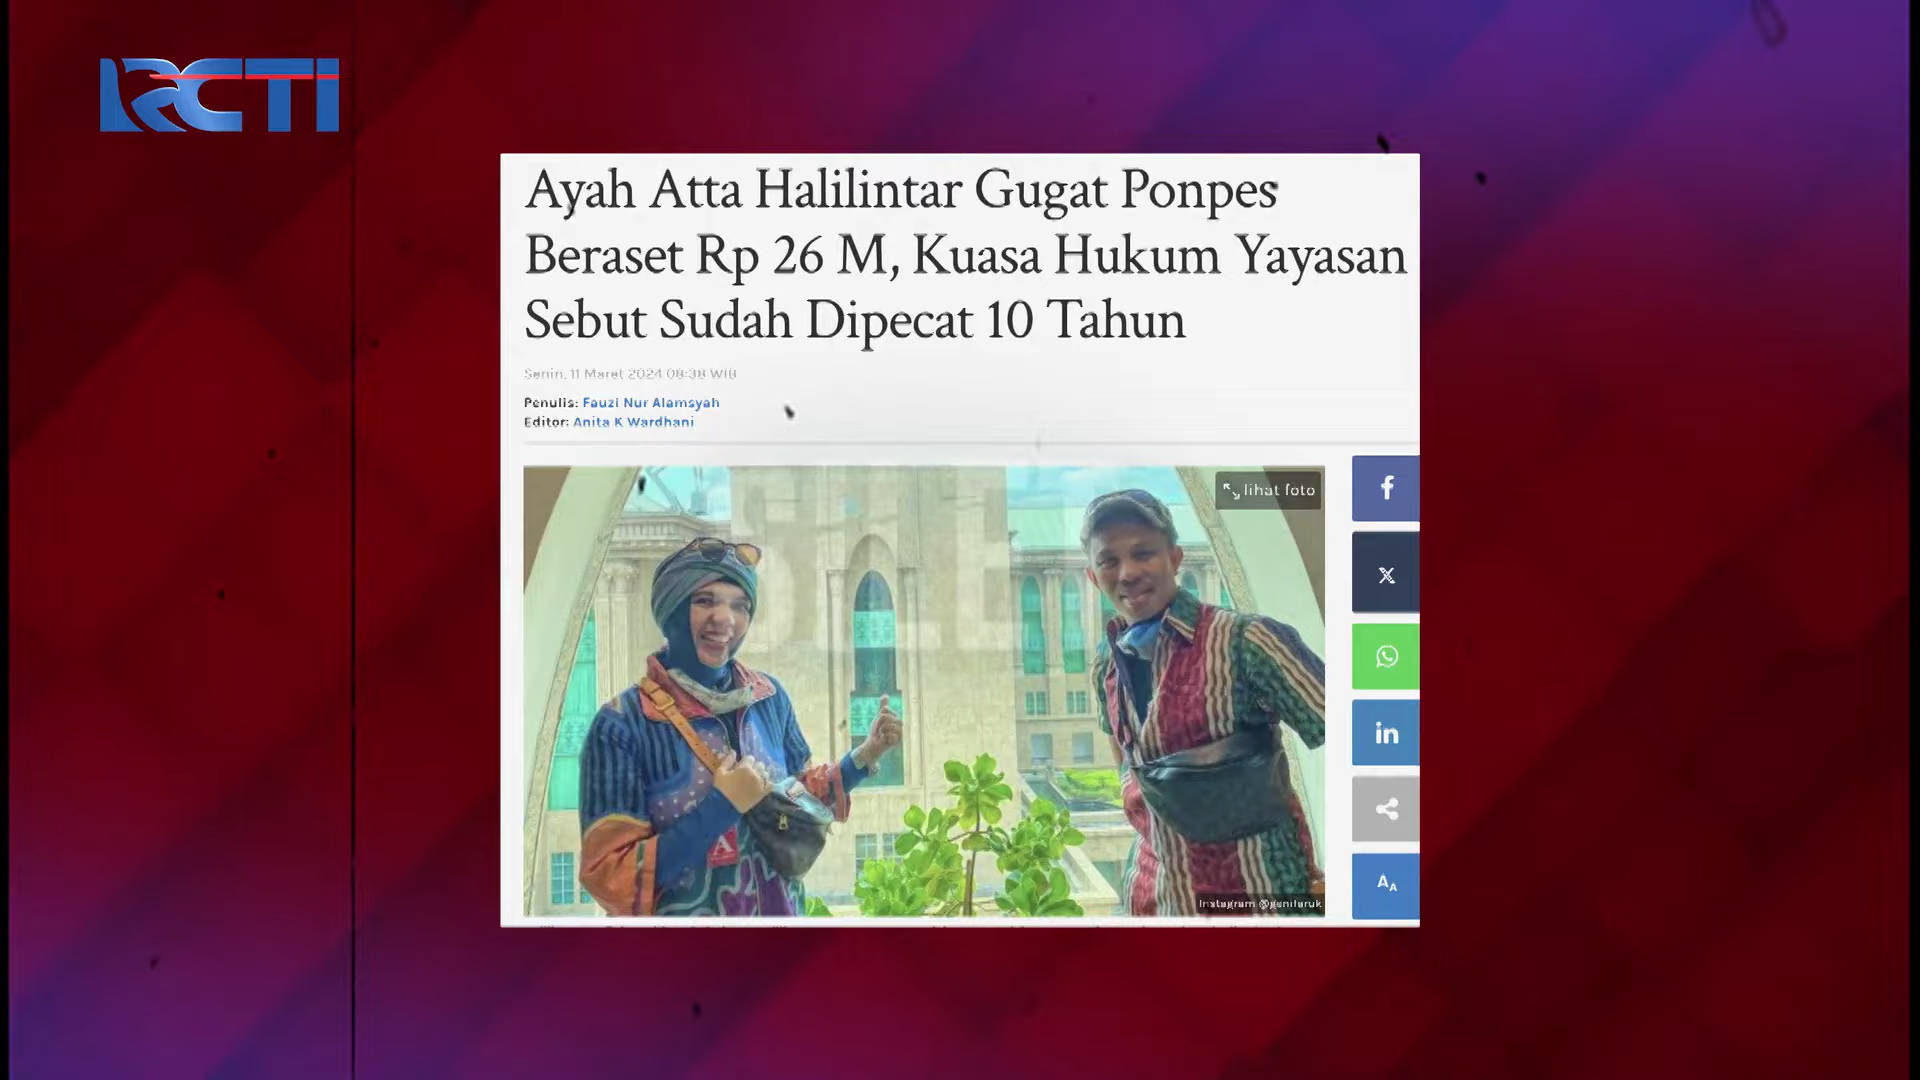 RCTI
Ayah Atta Halilintar Gugat Ponpes
Beraset Rp 26 M, Kuasa Hukum Yayasan
Sebut Sudah Dipecat 10 Tahun
Senin, 11 Maret 2024 08:38 WIB
Penulis: Fauzi Nur Alamsyah
Editor: Anita K Wardhani
lihat foto
Instagram @genifaruk